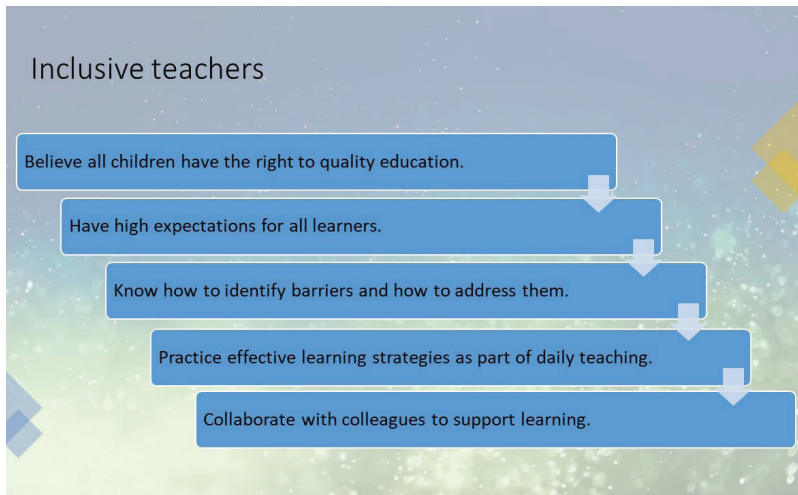 Inclusive teachers
Believe all children have the right to quality education.
Have high expectations for all learners.
Know how to identify barriers and how to address them.
Practice effective learning strategies as part of daily teaching.
Collaborate with colleagues to support learning.